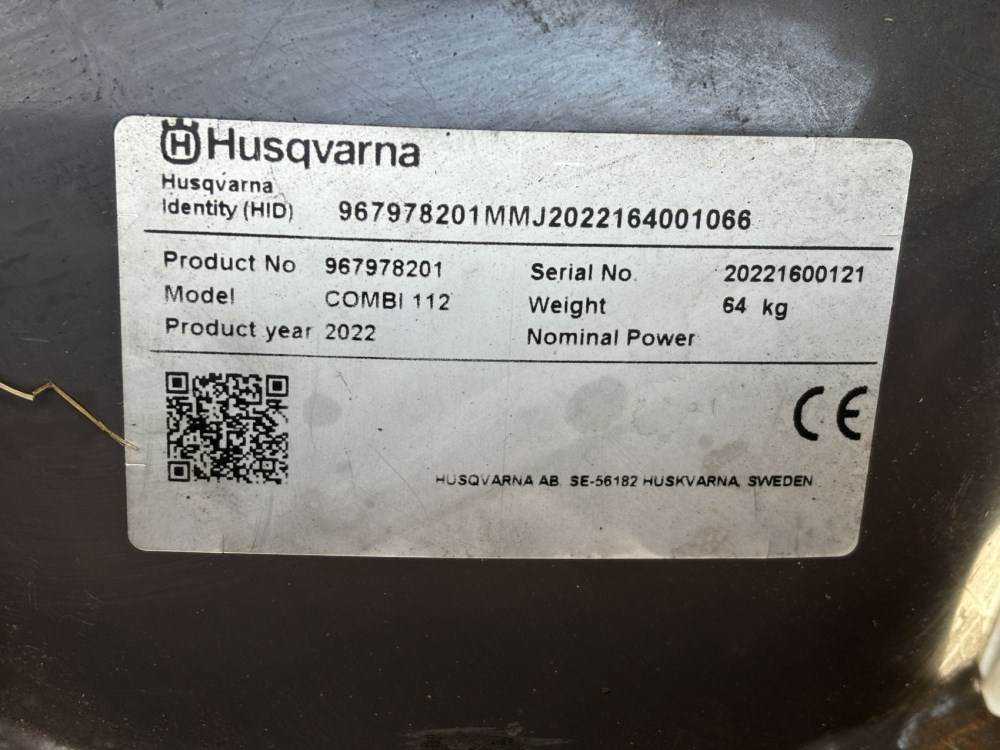 Husqvarna
Husqvarna
Identity (HID) 967978201MMJ2022164001066
Product No 967978201 Serial No. 20221600121
Model COMBI 112 Weight 64 kg
Product year 2022 Nominal Power
CE
HUSQVARNA AB, SE-56182 HUSKVARNA, SWEDEN